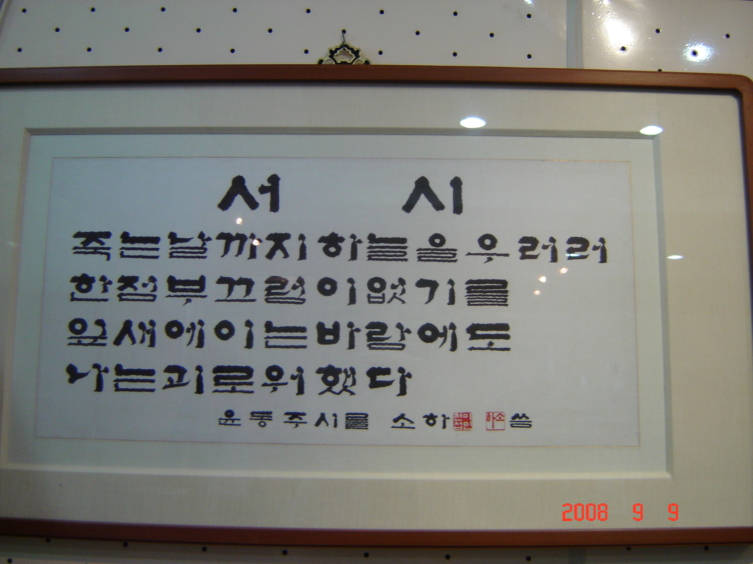 서 시
죽는날까지하늘을우러러
한점부끄럼이없기를
잎새에이는바람에도
나는괴로워했다
윤동주시를 소하 씀
2008 9 9